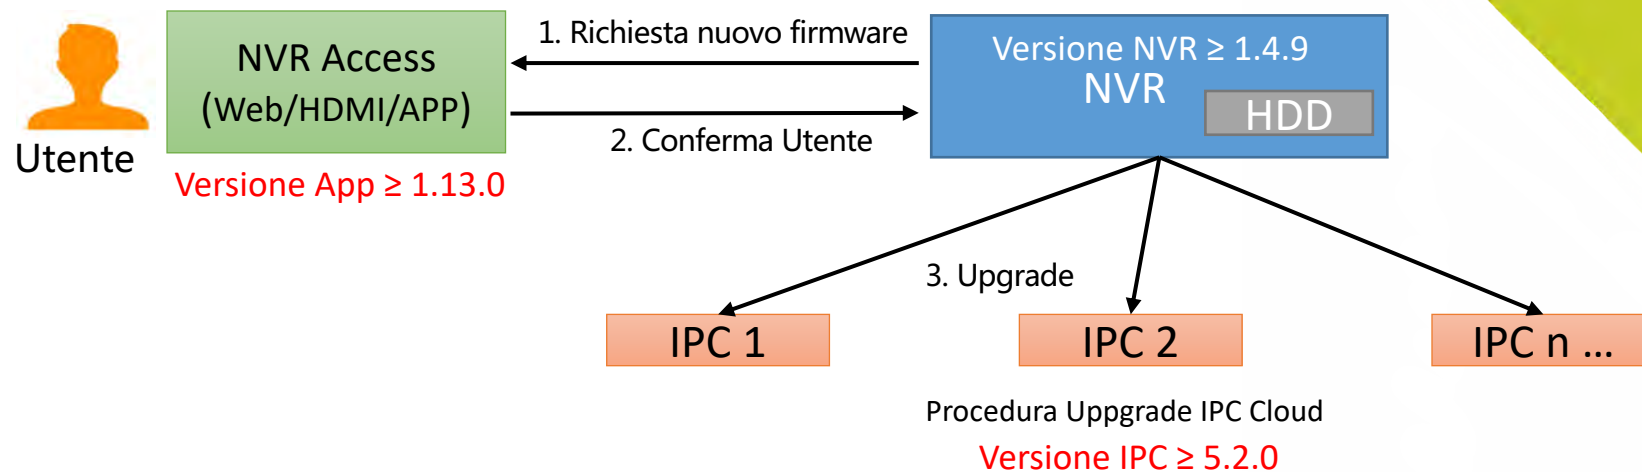 Utente
NVR Access
(Web/HDMI/APP)
Versione App ≥ 1.13.0
1. Richiesta nuovo firmware
2. Conferma Utente
Versione NVR ≥ 1.4.9
NVR
HDD
3. Upgrade
IPC 1
IPC 2
IPC n ...
Procedura Uppgrade IPC Cloud
Versione IPC ≥ 5.2.0